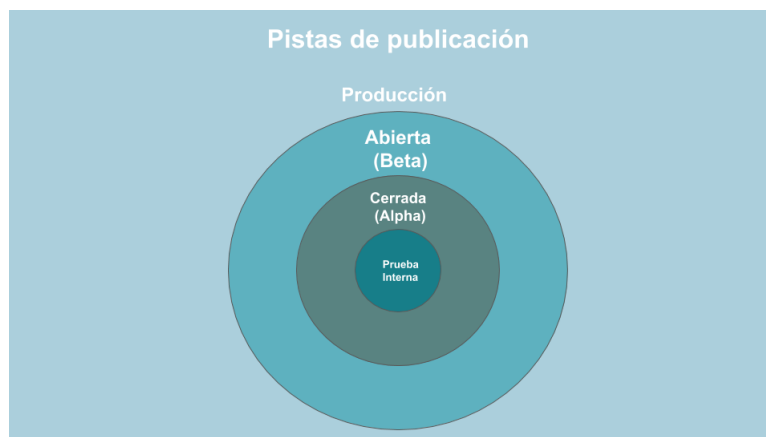 Pistas de publicación
Producción
Abierta
(Beta)
Cerrada
(Alpha)
Prueba
Interna